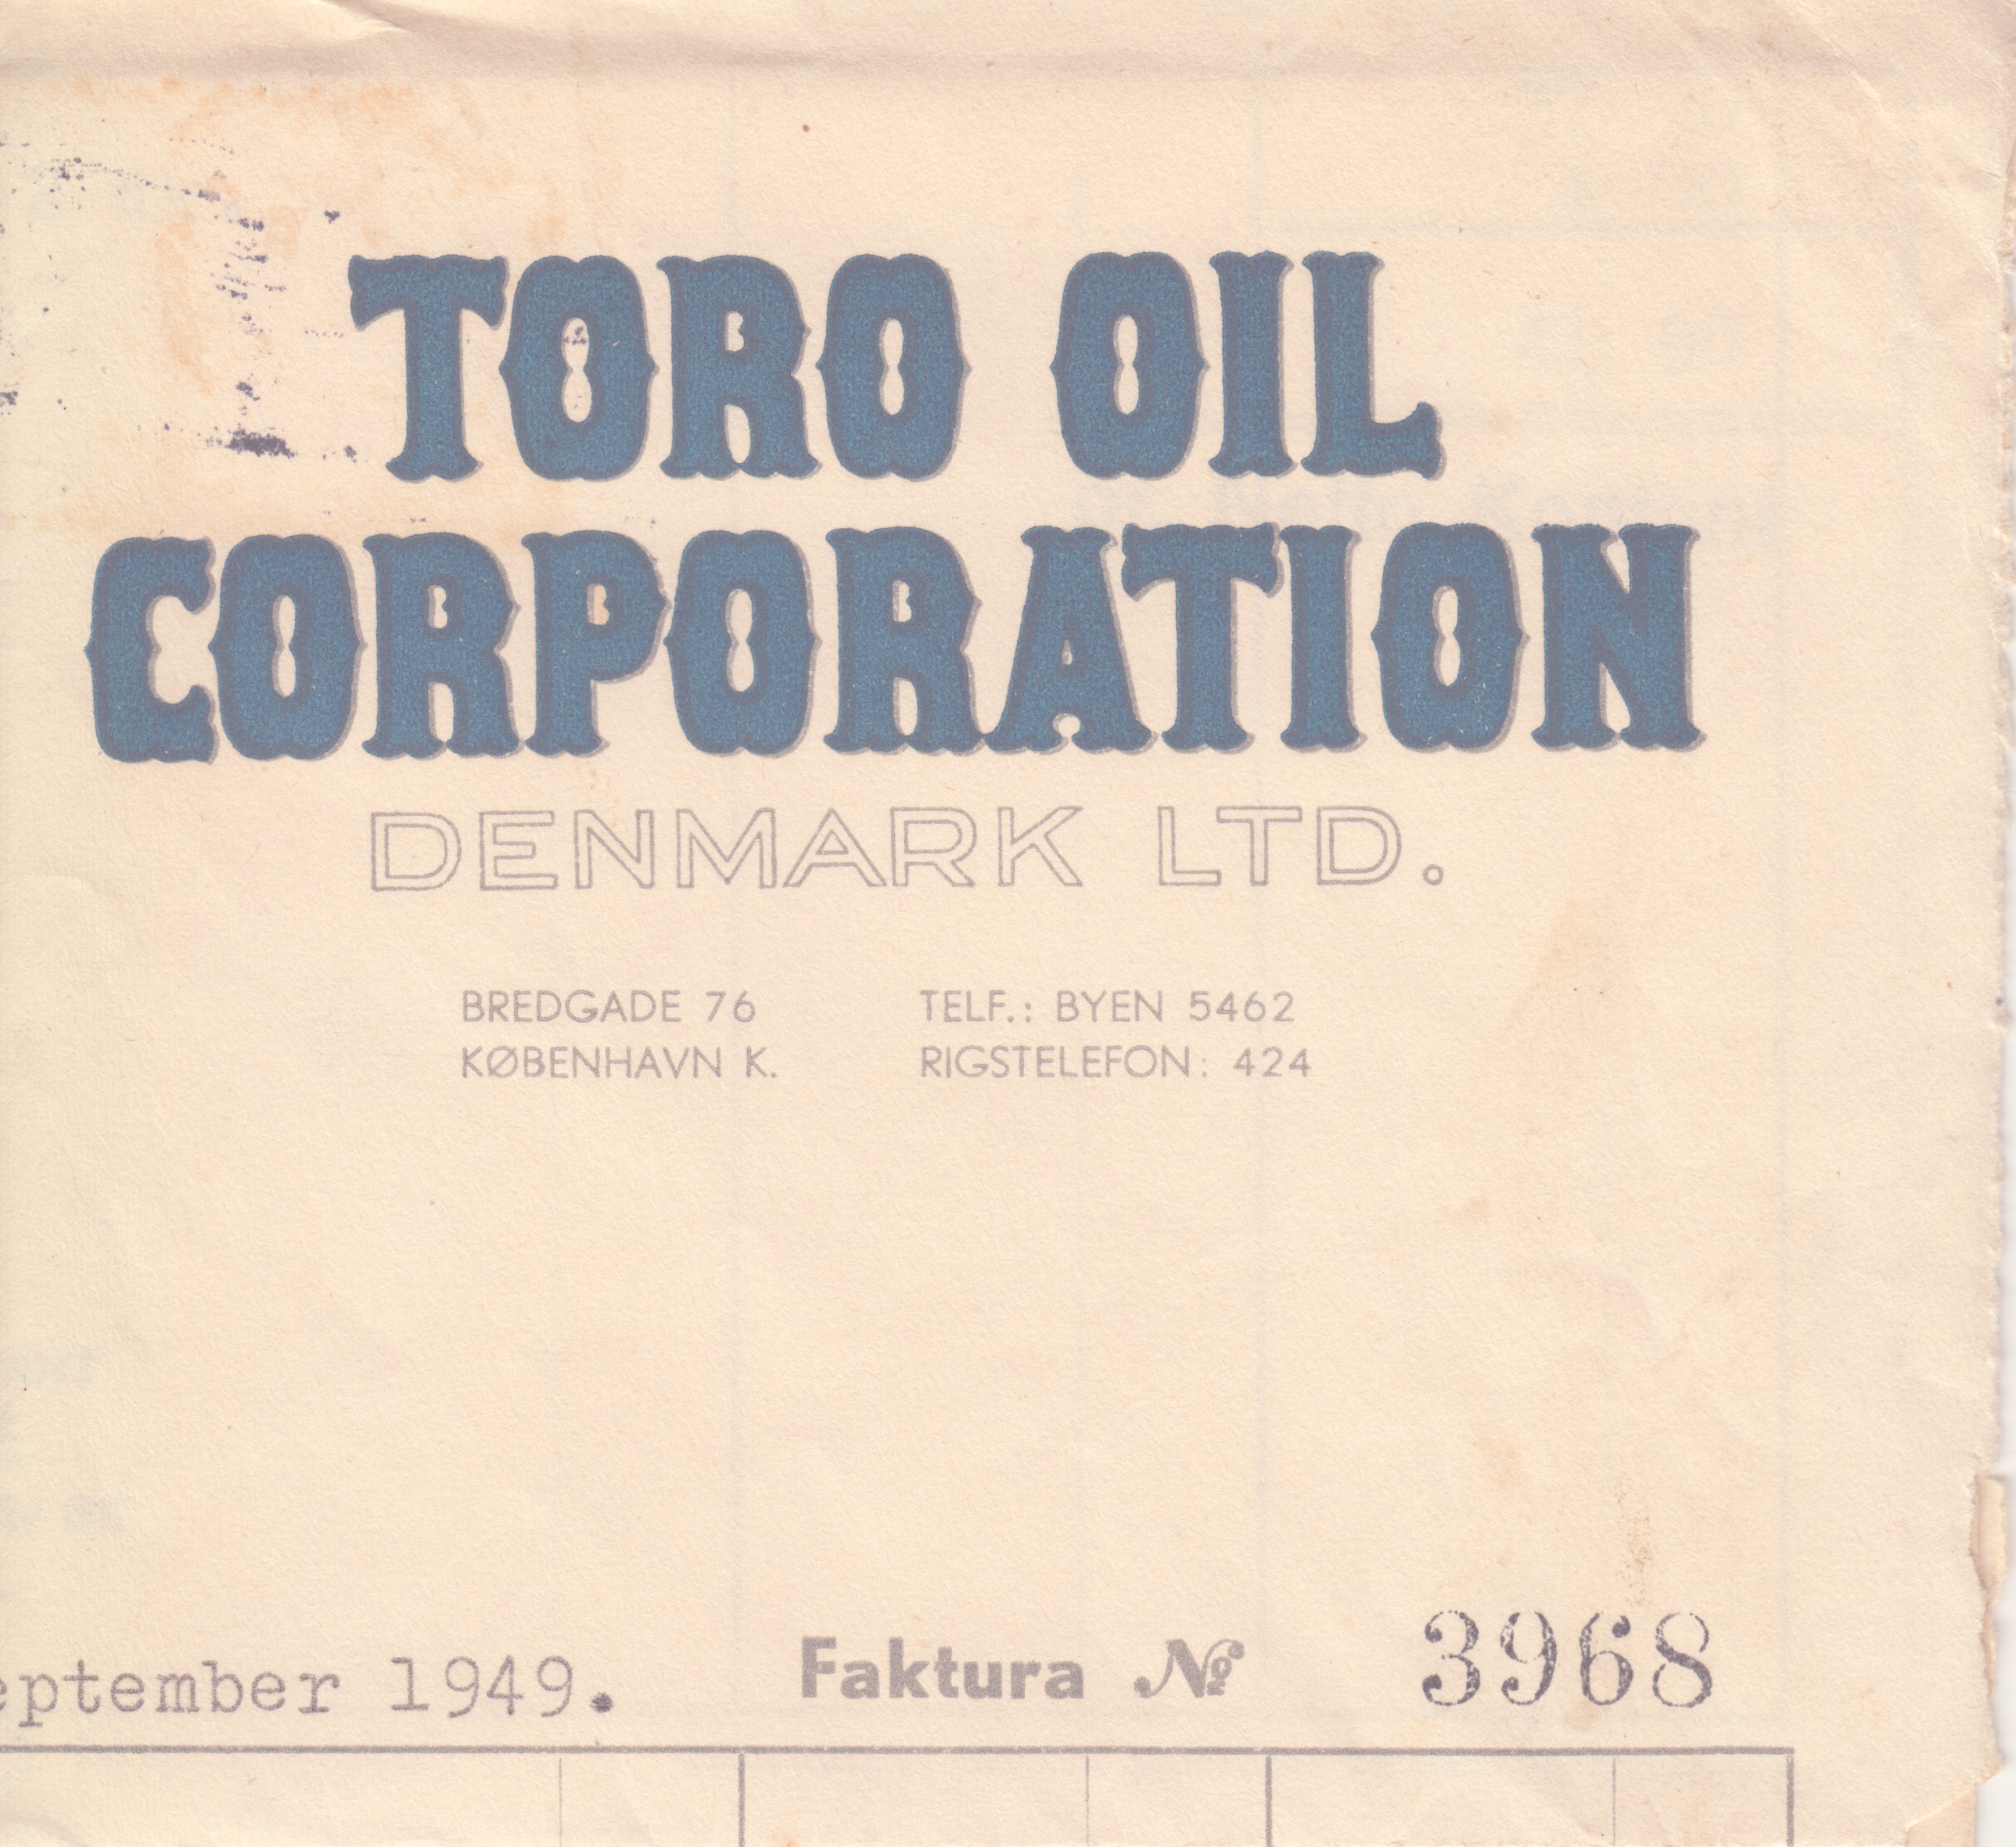 TORO OIL
CORPORATION
DENMARK LTD.
BREDGADE 76 TELF.: BYEN 5462
KØBENHAVN K. RIGSTELEFON: 424
eptember 1949. Faktura № 3968